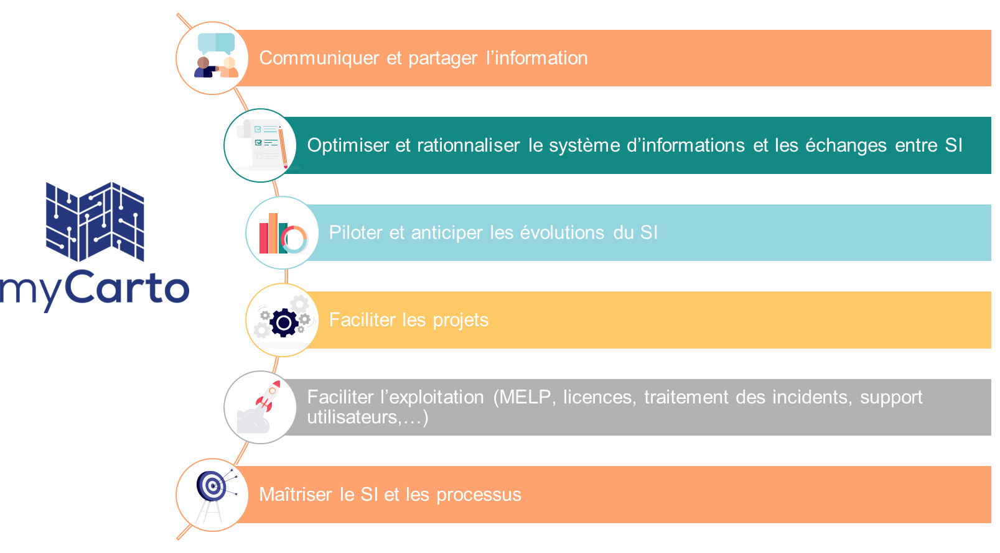 Communiquer et partager l’information
Optimiser et rationnaliser le système d’informations et les échanges entre SI
Piloter et anticiper les évolutions du SI
myCarto
Faciliter les projets
Faciliter l’exploitation (MELP, licences, traitement des incidents, support
utilisateurs,…)
Maîtriser le SI et les processus